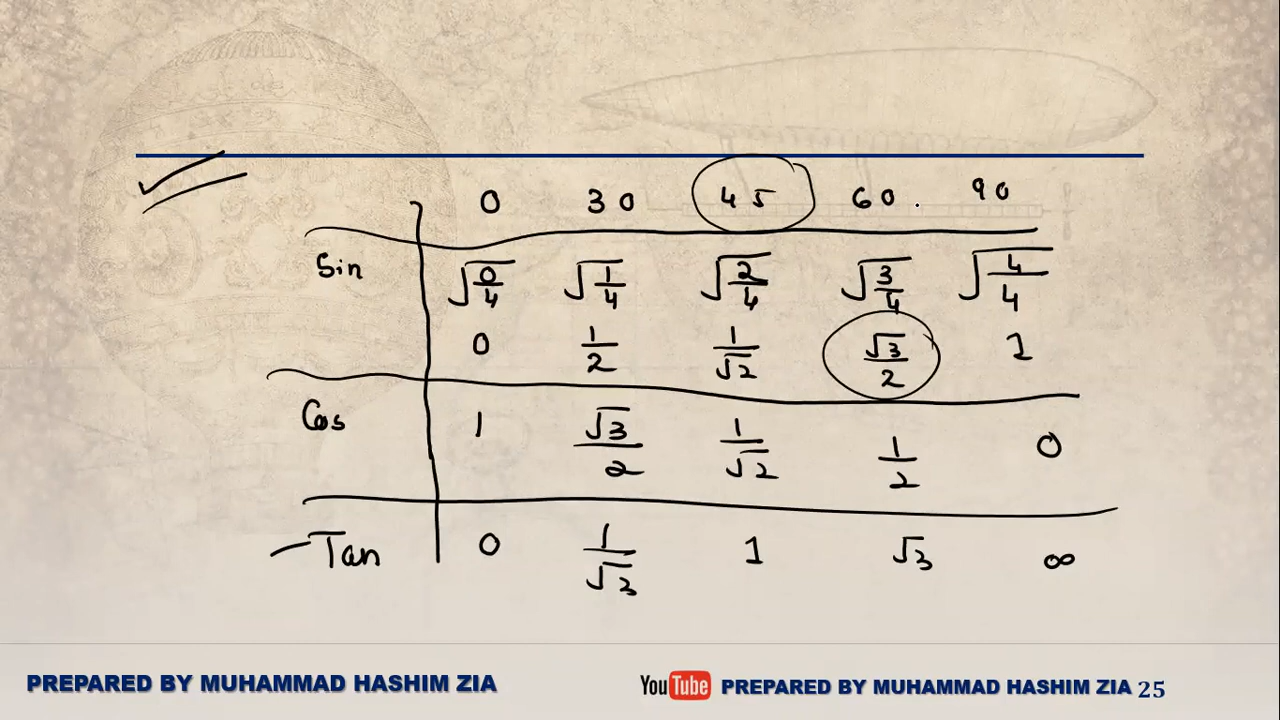 0 30 45 60 90
Sin √0/4 √1/4 √2/4 √3/4 √4/4
0 1/2 1/√2 √3/2 1
Cos 1 √3/2 1/√2 1/2 0
Tan 0 1/√3 1 √3 ∞
PREPARED BY MUHAMMAD HASHIM ZIA
YouTube PREPARED BY MUHAMMAD HASHIM ZIA 25